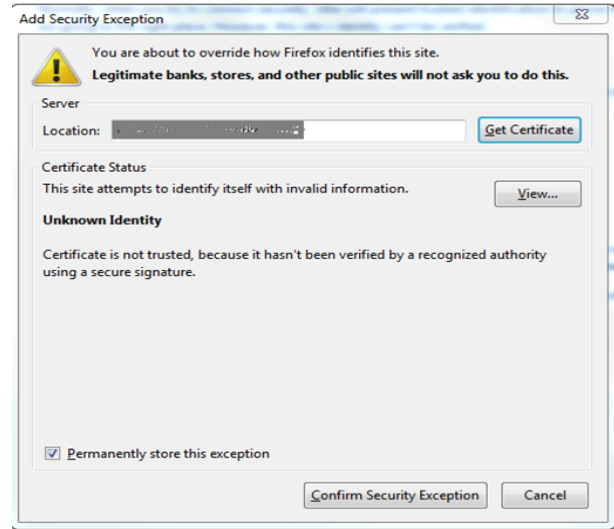 Add Security Exception
You are about to override how Firefox identifies this site.
Legitimate banks, stores, and other public sites will not ask you to do this.
Server
Location:
Get Certificate
Certificate Status
This site attempts to identify itself with invalid information.
View...
Unknown Identity
Certificate is not trusted, because it hasn't been verified by a recognized authority
using a secure signature.
Permanently store this exception
Confirm Security Exception
Cancel